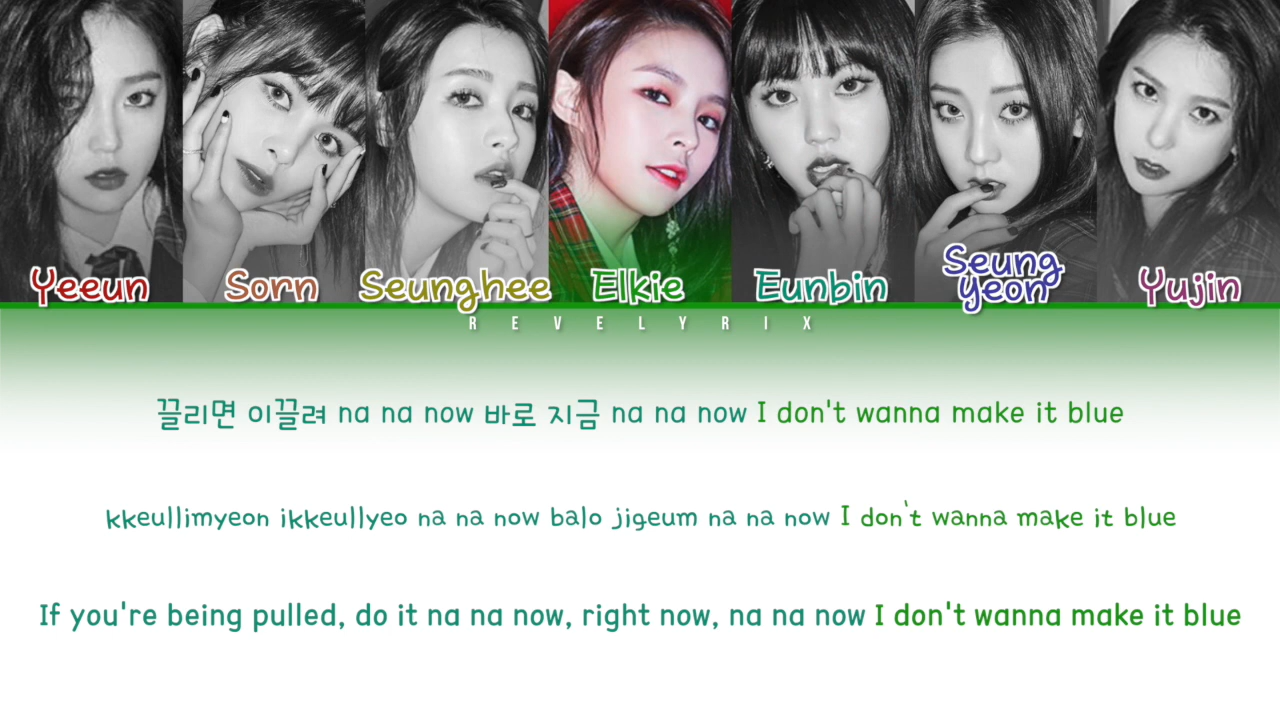 Yeeun
Sorn
Seunghee
Elkie
Eunbin
Seung
yeon
Yujin
REVELYRIX
끌리면 이끌려 na na now 바로 지금 na na now I don't wanna make it blue
kkeullimyeon ikkeullyeo na na now balo jigeum na na now I don't wanna make it blue
If you're being pulled, do it na na now, right now, na na now I don't wanna make it blue